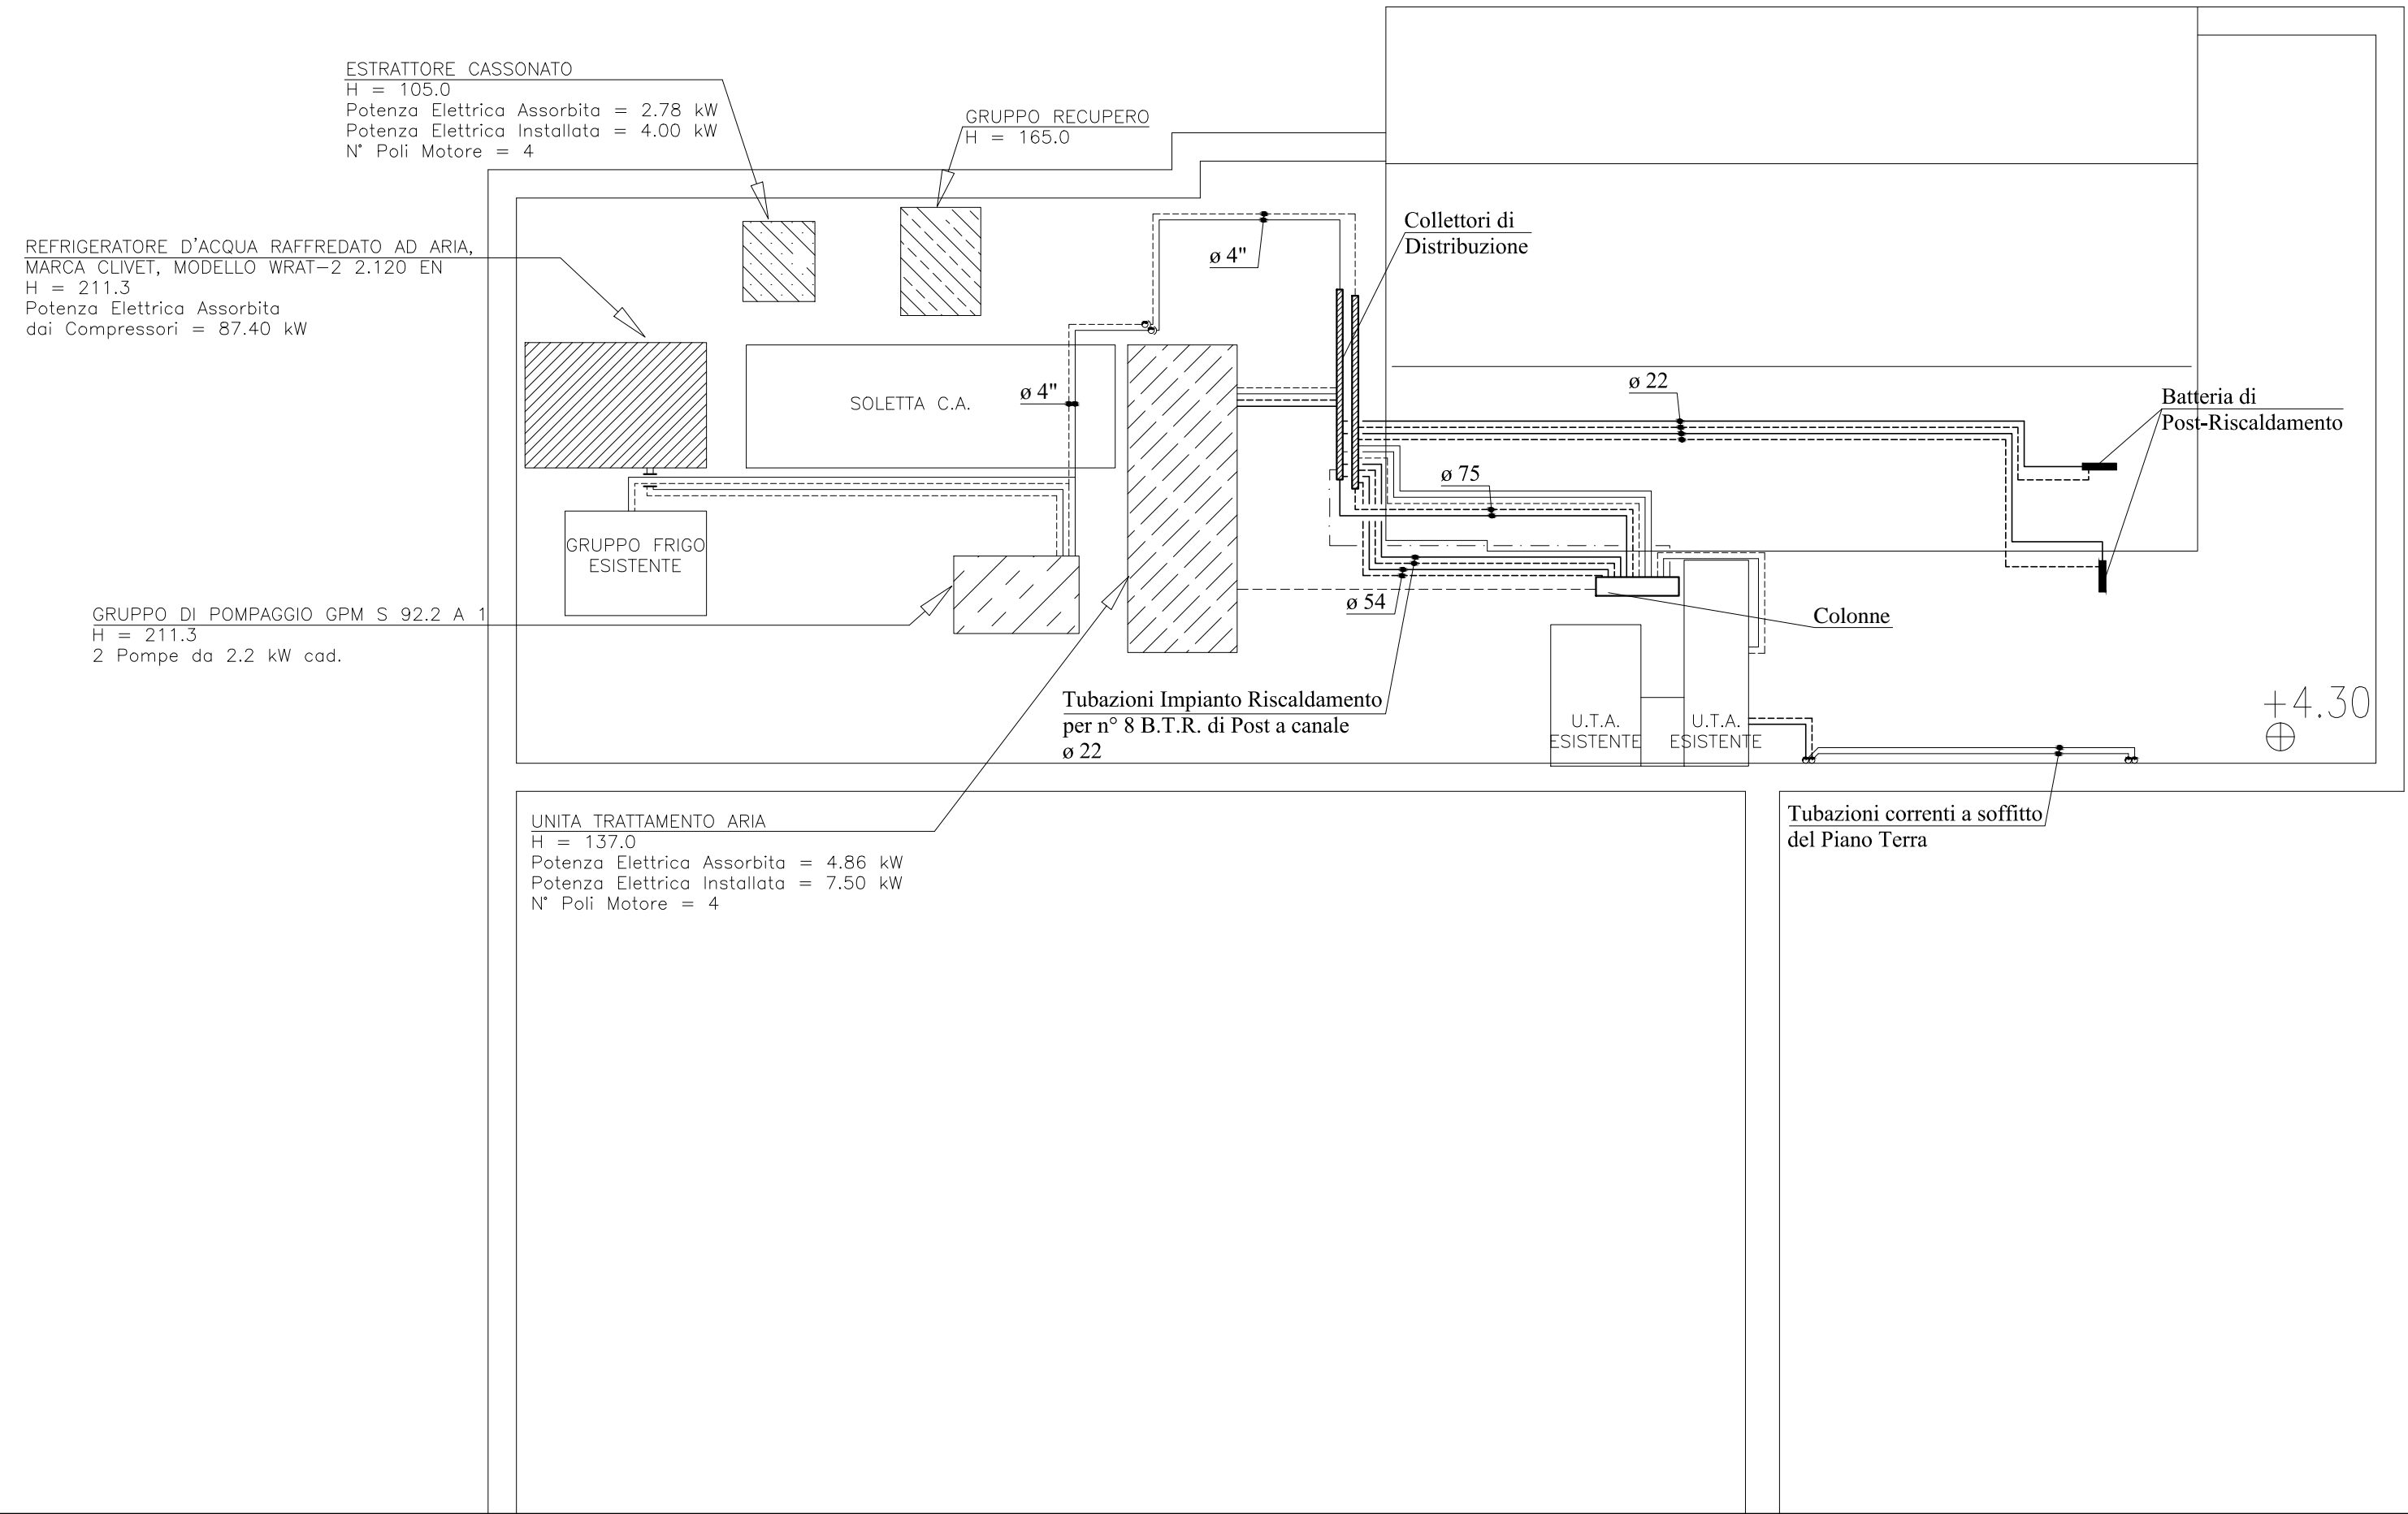 ESTRATTORE CASSONATO
H = 105.0
Potenza Elettrica Assorbita = 2.78 kW
Potenza Elettrica Installata = 4.00 kW
N° Poli Motore = 4
GRUPPO RECUPERO
H = 165.0
REFRIGERATORE D'ACQUA RAFFREDATO AD ARIA,
MARCA CLIVET, MODELLO WRAT-2 2.120 EN
H = 211.3
Potenza Elettrica Assorbita
dai Compressori = 87.40 kW
Collettori di
Distribuzione
ø 4"
SOLETTA C.A.
ø 4"
ø 22
Batteria di
Post-Riscaldamento
ø 75
GRUPPO FRIGO
ESISTENTE
GRUPPO DI POMPAGGIO GPM S 92.2 A 1
H = 211.3
2 Pompe da 2.2 kW cad.
ø 54
Colonne
Tubazioni Impianto Riscaldamento
per n° 8 B.T.R. di Post a canale
ø 22
U.T.A.
ESISTENTE
U.T.A.
ESISTENTE
+4.30
UNITA TRATTAMENTO ARIA
H = 137.0
Potenza Elettrica Assorbita = 4.86 kW
Potenza Elettrica Installata = 7.50 kW
N° Poli Motore = 4
Tubazioni correnti a soffitto
del Piano Terra